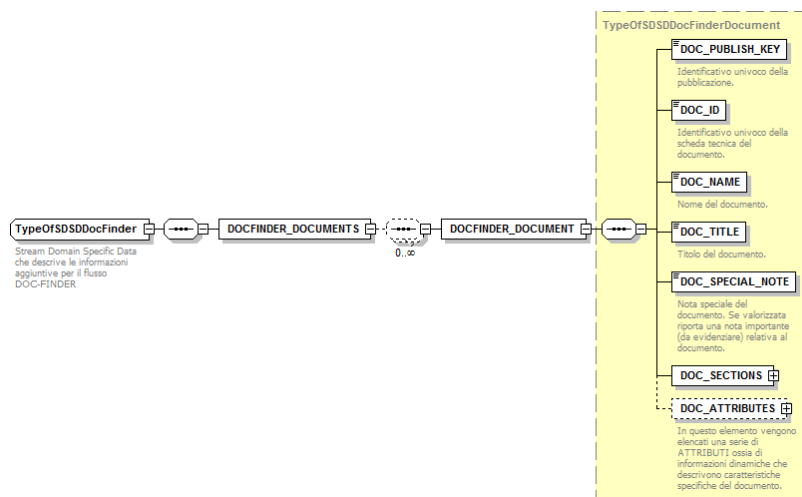 TypeOfSDSDDocFinderDocument
DOC_PUBLISH_KEY
Identificativo univoco della
pubblicazione.
DOC_ID
Identificativo univoco della
scheda tecnica del
documento.
DOC_NAME
Nome del documento.
TypeOfSDSDDocFinder
Stream Domain Specific Data
che descrive le informazioni
aggiuntive per il flusso
DOC-FINDER
DOCFINDER_DOCUMENTS
0..∞
DOCFINDER_DOCUMENT
DOC_TITLE
Titolo del documento.
DOC_SPECIAL_NOTE
Nota speciale del
documento. Se valorizzata
riporta una nota importante
(da evidenziare) relativa al
documento.
DOC_SECTIONS
DOC_ATTRIBUTES
In questo elemento vengono
elencati una serie di
ATTRIBUTI ossia di
informazioni dinamiche che
descrivono caratteristiche
specifiche del documento.